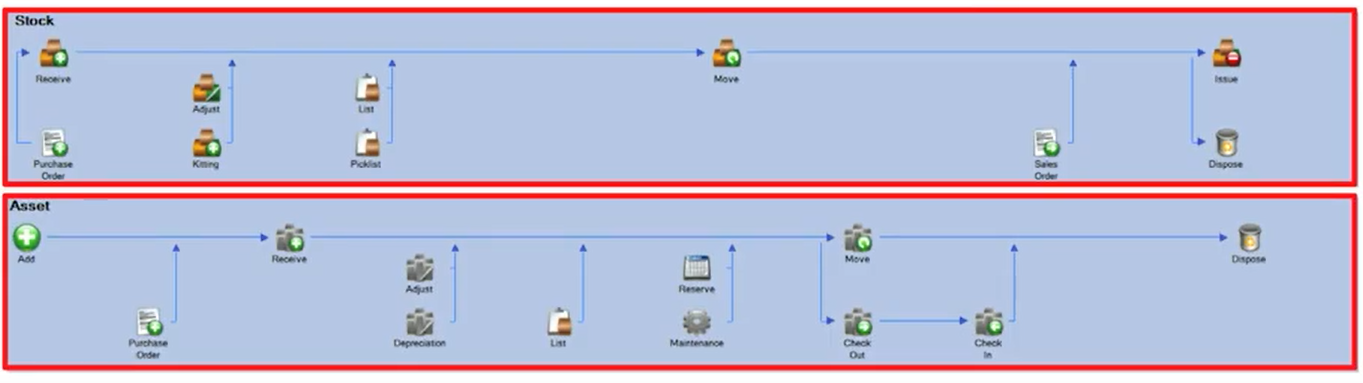 Stock
Receive
Move
Issue
Adjust
List
Purchase
Order
Kitting
Picklist
Sales
Order
Dispose
Asset
Add
Receive
Move
Dispose
Adjust
Reserve
Purchase
Order
Depreciation
List
Maintenance
Check
Out
Check
In